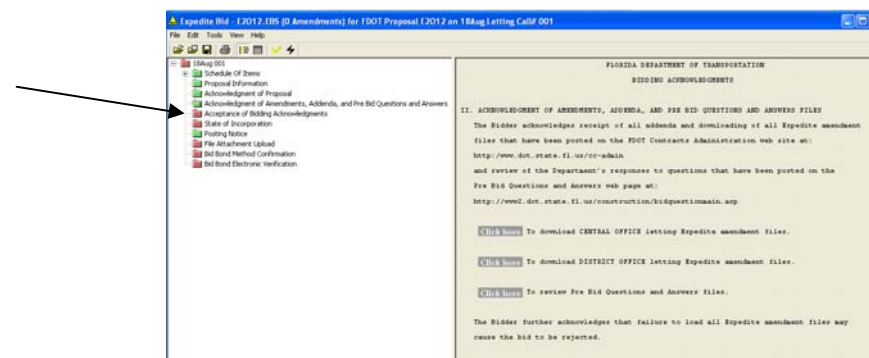 Expedite Bid - E2012.EBS (0 Amendments) for FDOT Proposal E2012 on 18Aug Letting Call# 001
File Edit Tools View Help
18Aug 001
Schedule Of Items
Proposal Information
Acknowledgment of Proposal
Acknowledgment of Amendments, Addenda, and Pre Bid Questions and Answers
Acceptance of Bidding Acknowledgments
State of Incorporation
Posting Notice
File Attachment Upload
Bid Bond Method Confirmation
Bid Bond Electronic Verification
FLORIDA DEPARTMENT OF TRANSPORTATION
BIDDING ACKNOWLEDGMENTS
II. ACKNOWLEDGMENT OF AMENDMENTS, ADDENDA, AND PRE BID QUESTIONS AND ANSWERS FILES
The Bidder acknowledges receipt of all addenda and downloading of all Expedite amendment
files that have been posted on the FDOT Contracts Administration web site at:
http:/www.dot.state.fl.us/cc-admin
and review of the Department's responses to questions that have been posted on the
Pre Bid Questions and Answers web page at:
http://www2.dot.state.fl.us/construction/bidquestionmain.asp
Click here To download CENTRAL OFFICE letting Expedite amendment files.
Click here To download DISTRICT OFFICE letting Expedite amendment files.
Click here To review Pre Bid Questions and Answers files.
The Bidder further acknowledges that failure to load all Expedite amendment files may
cause the bid to be rejected.